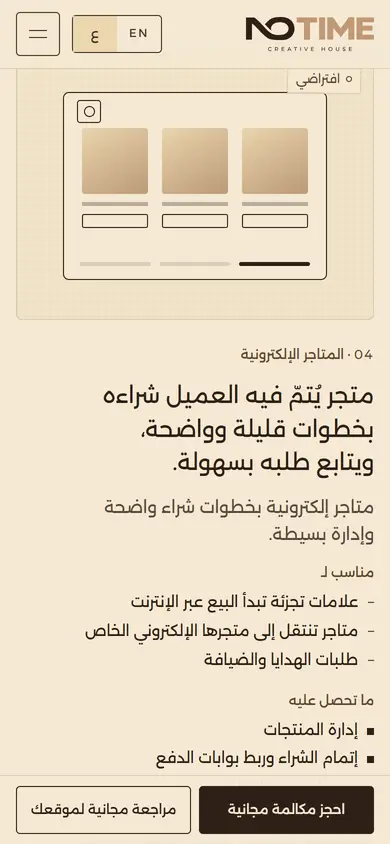 NO TIME
CREATIVE HOUSE
EN
ع
افتراضي
04 · المتاجر الإلكترونية
متجر يُتمّ فيه العميل شراءه
بخطوات قليلة وواضحة،
ويتابع طلبه بسهولة.
متاجر إلكترونية بخطوات شراء واضحة
وإدارة بسيطة.
مناسب لـ
– علامات تجزئة تبدأ البيع عبر الإنترنت
– متاجر تنتقل إلى متجرها الإلكتروني الخاص
– طلبات الهدايا والضيافة
ما تحصل عليه
▪ إدارة المنتجات
▪ إتمام الشراء وربط بوابات الدفع
احجز مكالمة مجانية
مراجعة مجانية لموقعك